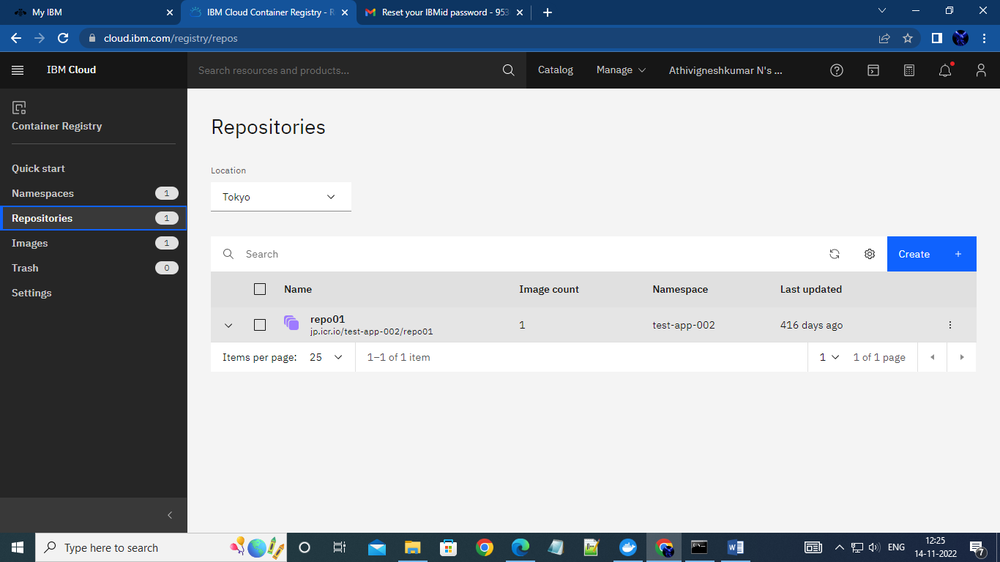 My IBM
IBM Cloud Container Registry - R
Reset your IBMid password - 953
cloud.ibm.com/registry/repos
IBM Cloud
Search resources and products...
Catalog
Manage
Athivigneshkumar N's ...
Container Registry
Quick start
Namespaces 1
Repositories 1
Images 1
Trash 0
Settings
Repositories
Location
Tokyo
Search
Create +
Name Image count Namespace Last updated
repo01
jp.icr.io/test-app-002/repo01
1 test-app-002 416 days ago
Items per page: 25 1–1 of 1 item 1 1 of 1 page
Type here to search
ENG
12:25
14-11-2022
7